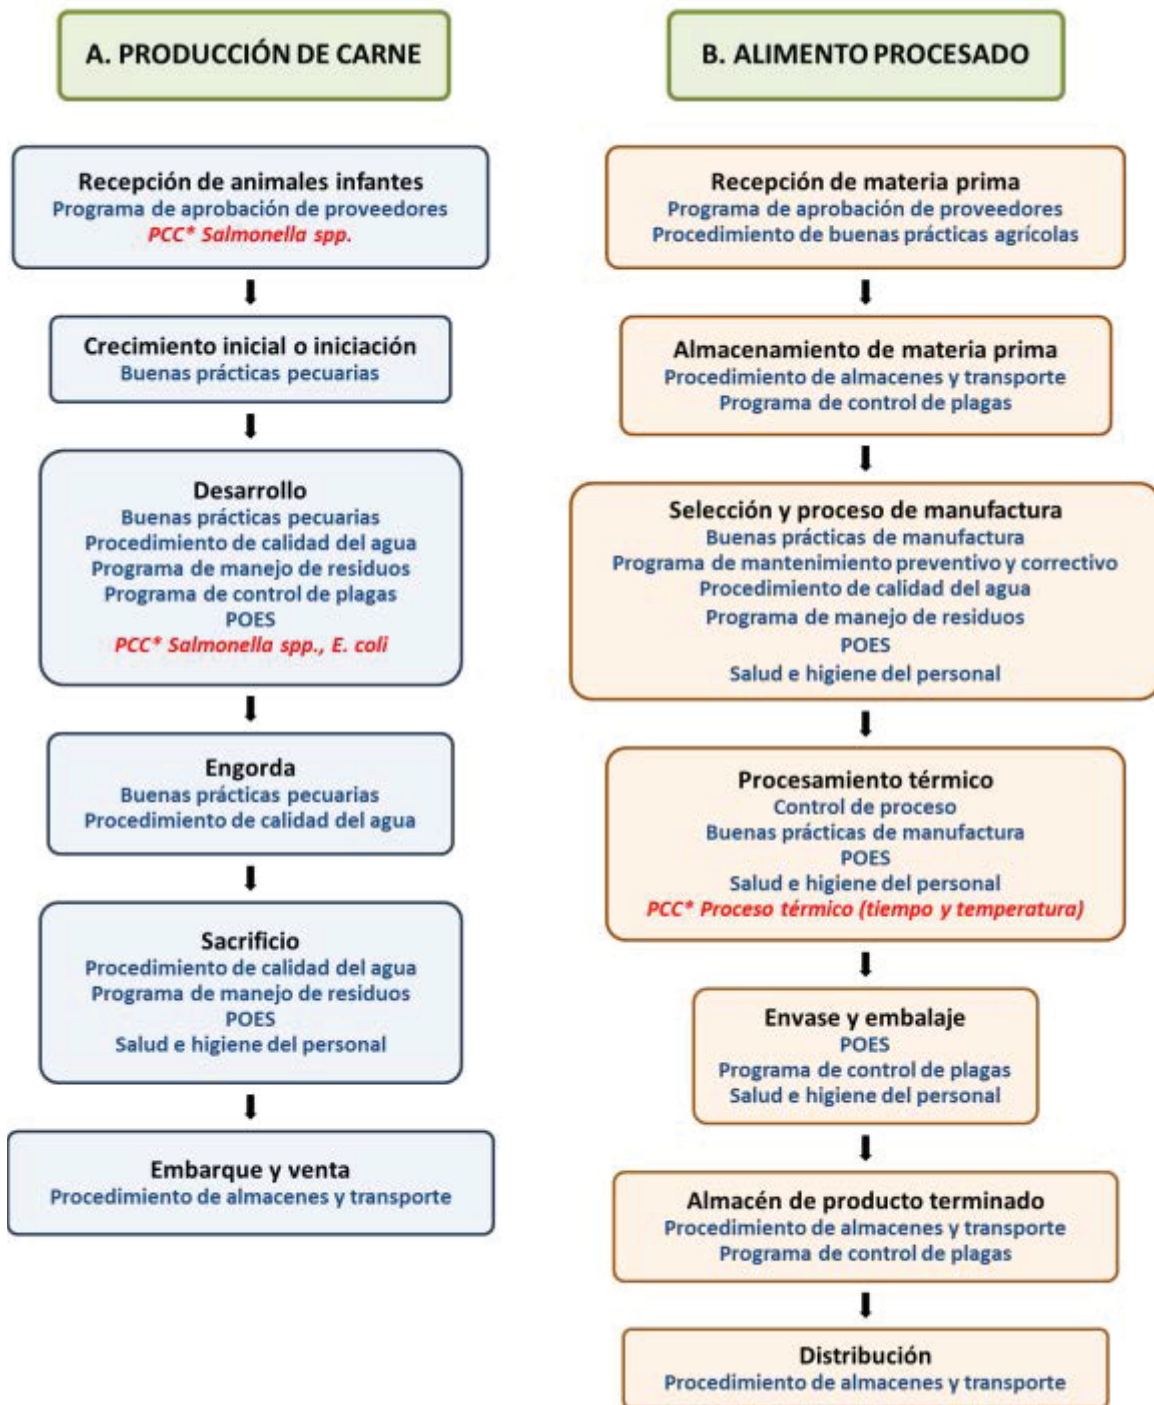 A. PRODUCCIÓN DE CARNE
Recepción de animales infantes
Programa de aprobación de proveedores
PCC* Salmonella spp.
Crecimiento inicial o iniciación
Buenas prácticas pecuarias
Desarrollo
Buenas prácticas pecuarias
Procedimiento de calidad del agua
Programa de manejo de residuos
Programa de control de plagas
POES
PCC* Salmonella spp., E. coli
Engorda
Buenas prácticas pecuarias
Procedimiento de calidad del agua
Sacrificio
Procedimiento de calidad del agua
Programa de manejo de residuos
POES
Salud e higiene del personal
Embarque y venta
Procedimiento de almacenes y transporte
B. ALIMENTO PROCESADO
Recepción de materia prima
Programa de aprobación de proveedores
Procedimiento de buenas prácticas agrícolas
Almacenamiento de materia prima
Procedimiento de almacenes y transporte
Programa de control de plagas
Selección y proceso de manufactura
Buenas prácticas de manufactura
Programa de mantenimiento preventivo y correctivo
Procedimiento de calidad del agua
Programa de manejo de residuos
POES
Salud e higiene del personal
Procesamiento térmico
Control de proceso
Buenas prácticas de manufactura
POES
Salud e higiene del personal
PCC* Proceso térmico (tiempo y temperatura)
Envase y embalaje
POES
Programa de control de plagas
Salud e higiene del personal
Almacén de producto terminado
Procedimiento de almacenes y transporte
Programa de control de plagas
Distribución
Procedimiento de almacenes y transporte